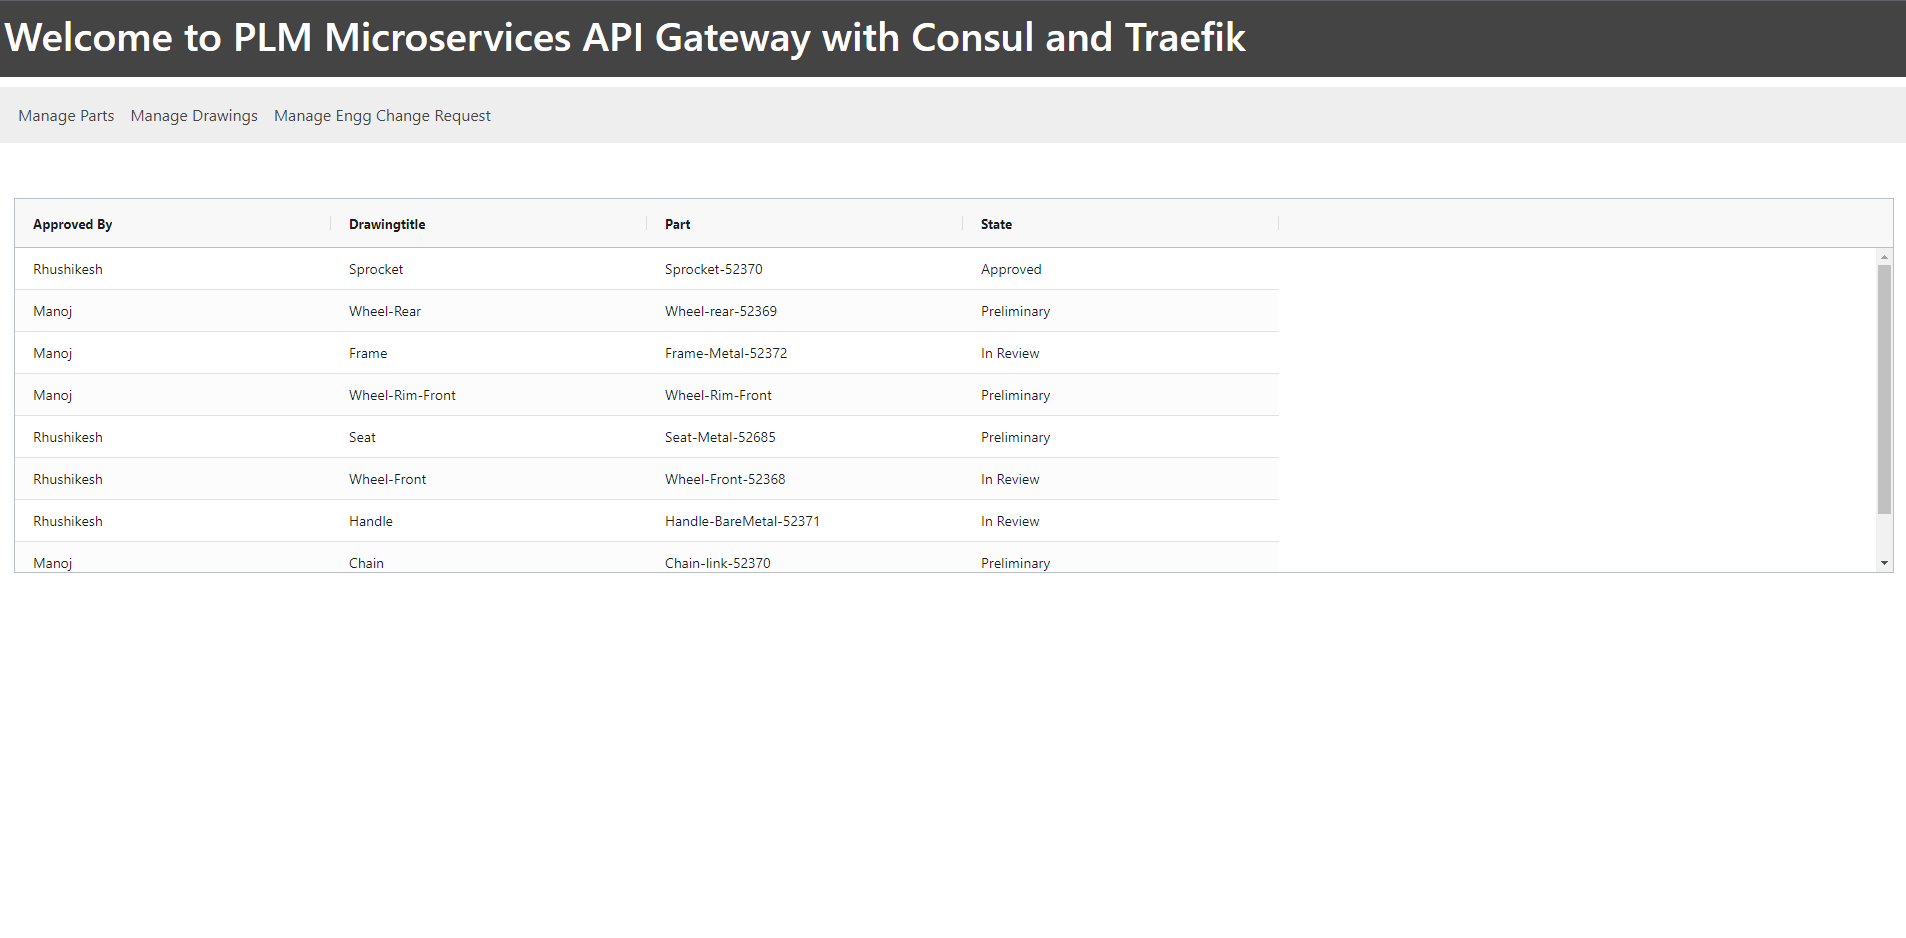 Welcome to PLM Microservices API Gateway with Consul and Traefik
Manage Parts Manage Drawings Manage Engg Change Request
Approved By Drawingtitle Part State
Rhushikesh Sprocket Sprocket-52370 Approved
Manoj Wheel-Rear Wheel-rear-52369 Preliminary
Manoj Frame Frame-Metal-52372 In Review
Manoj Wheel-Rim-Front Wheel-Rim-Front Preliminary
Rhushikesh Seat Seat-Metal-52685 Preliminary
Rhushikesh Wheel-Front Wheel-Front-52368 In Review
Rhushikesh Handle Handle-BareMetal-52371 In Review
Manoj Chain Chain-link-52370 Preliminary